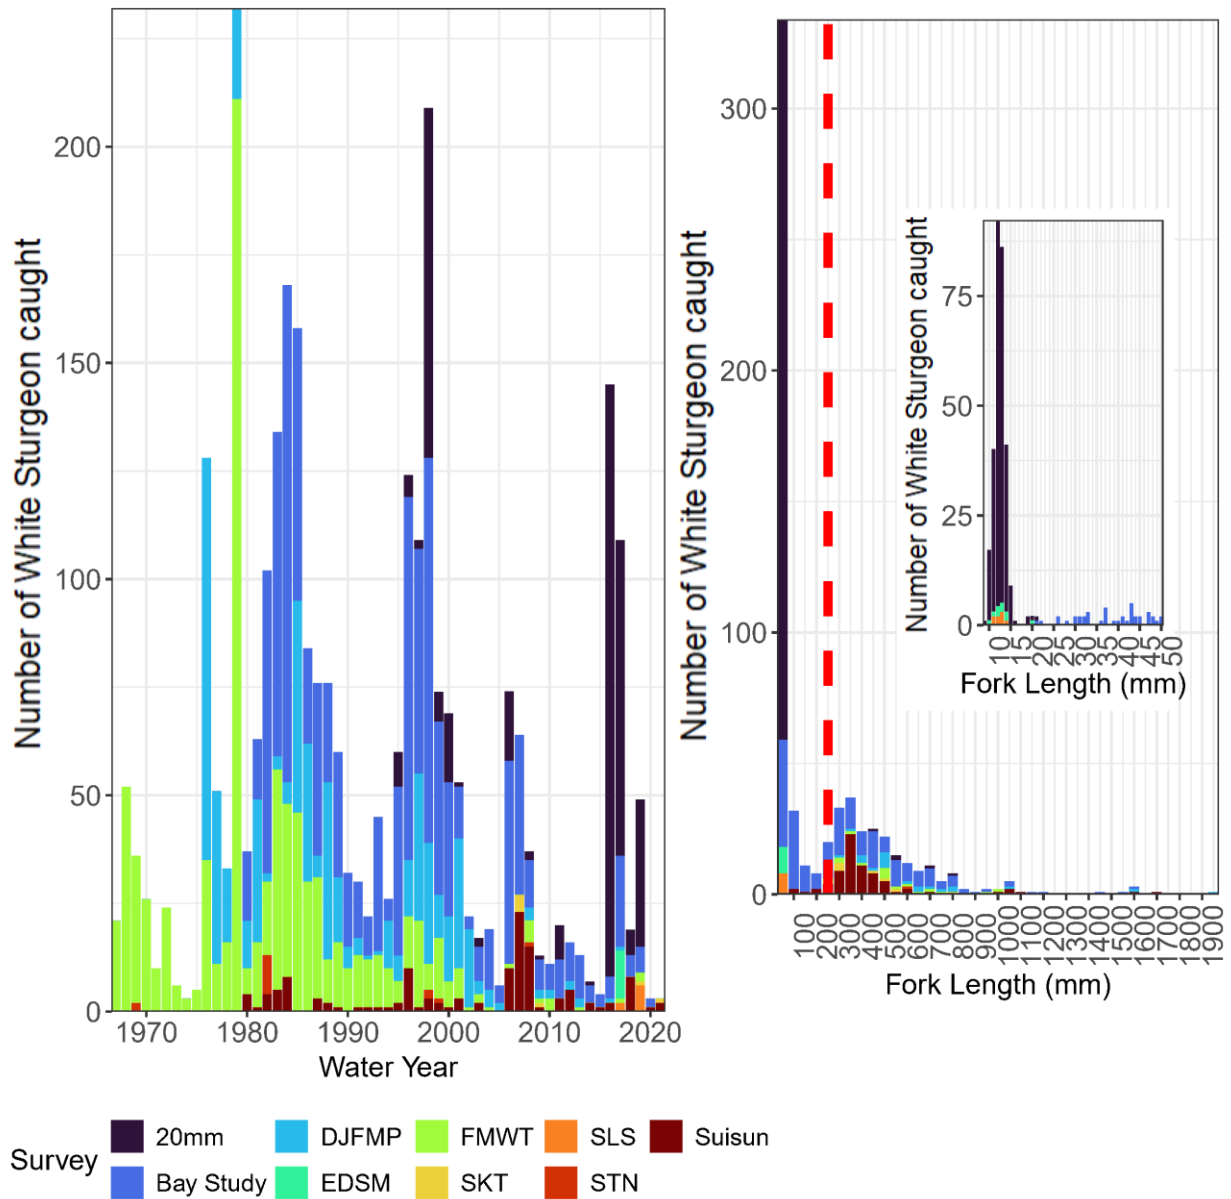 Number of White Sturgeon caught
200
150
100
50
0
1970 1980 1990 2000 2010 2020
Water Year
Number of White Sturgeon caught
300
200
100
0
100 200 300 400 500 600 700 800 900 1000 1100 1200 1300 1400 1500 1600 1700 1800 1900
Fork Length (mm)
Number of White Sturgeon caught
75
50
25
0
10 15 20 25 30 35 40 45 50
Fork Length (mm)
Survey
20mm DJFMP FMWT SLS Suisun
Bay Study EDSM SKT STN